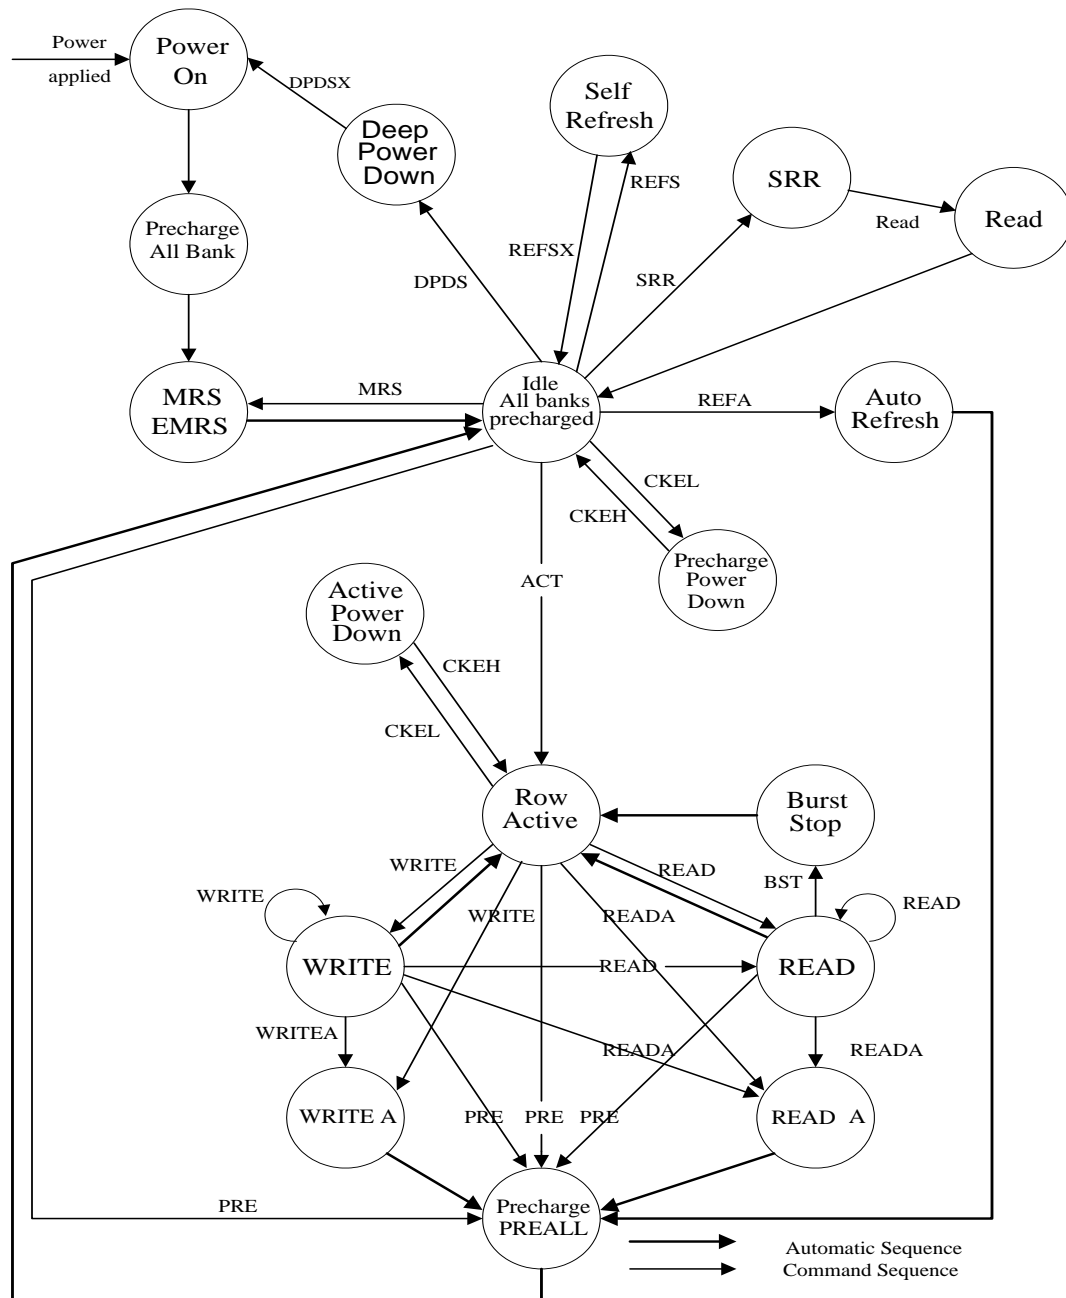 Power
applied
Power
On
DPDSX
Deep
Power
Down
Self
Refresh
REFS
SRR
Read
Read
Precharge
All Bank
REFSX
DPDS
SRR
MRS
EMRS
MRS
Idle
All banks
precharged
REFA
Auto
Refresh
CKEL
CKEH
Precharge
Power
Down
ACT
Active
Power
Down
CKEH
CKEL
Row
Active
Burst
Stop
WRITE
READ
BST
WRITE
WRITE
READA
READ
WRITE
READ
READ
WRITEA
READA
READA
WRITE A
PRE
PRE
PRE
READ A
PRE
Precharge
PREALL
Automatic Sequence
Command Sequence